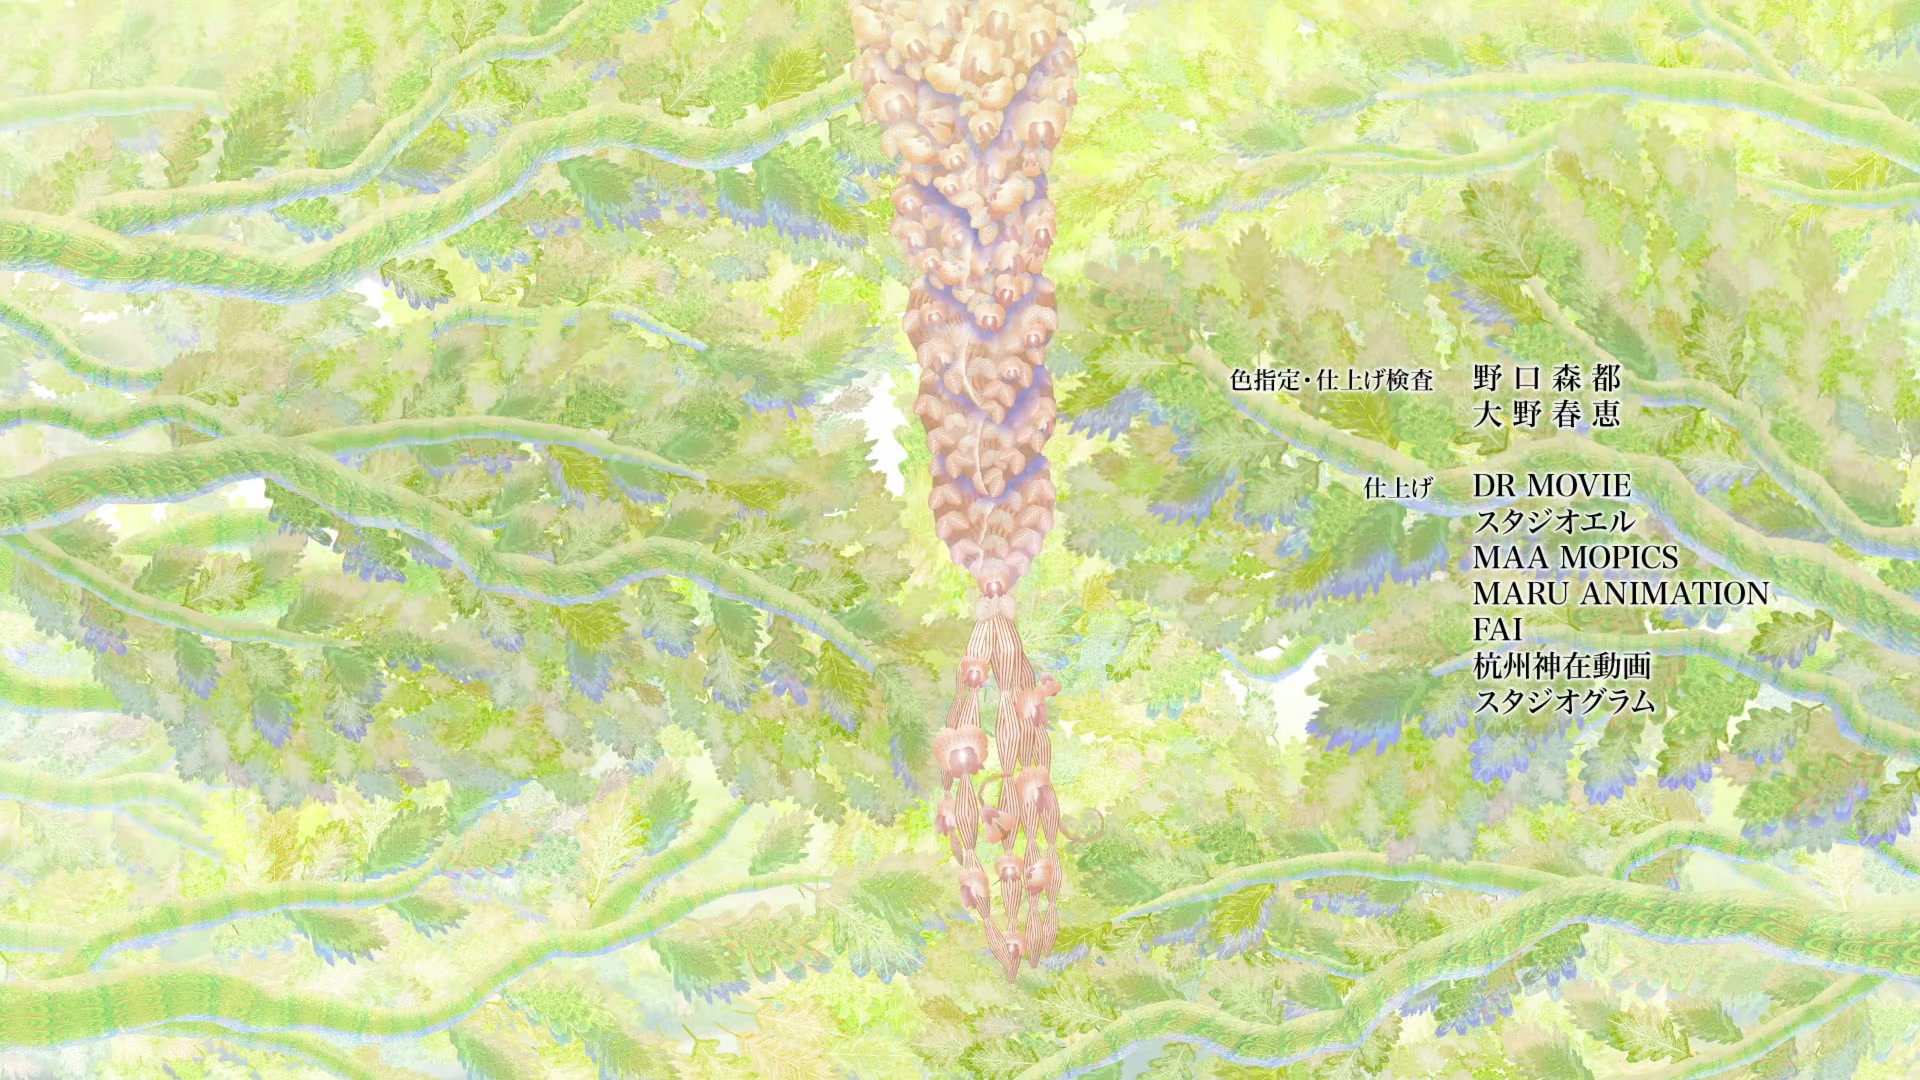 色指定・仕上げ検査 野口森都
大野春恵
仕上げ DR MOVIE
スタジオエル
MAA MOPICS
MARU ANIMATION
FAI
杭州神在動画
スタジオグラム